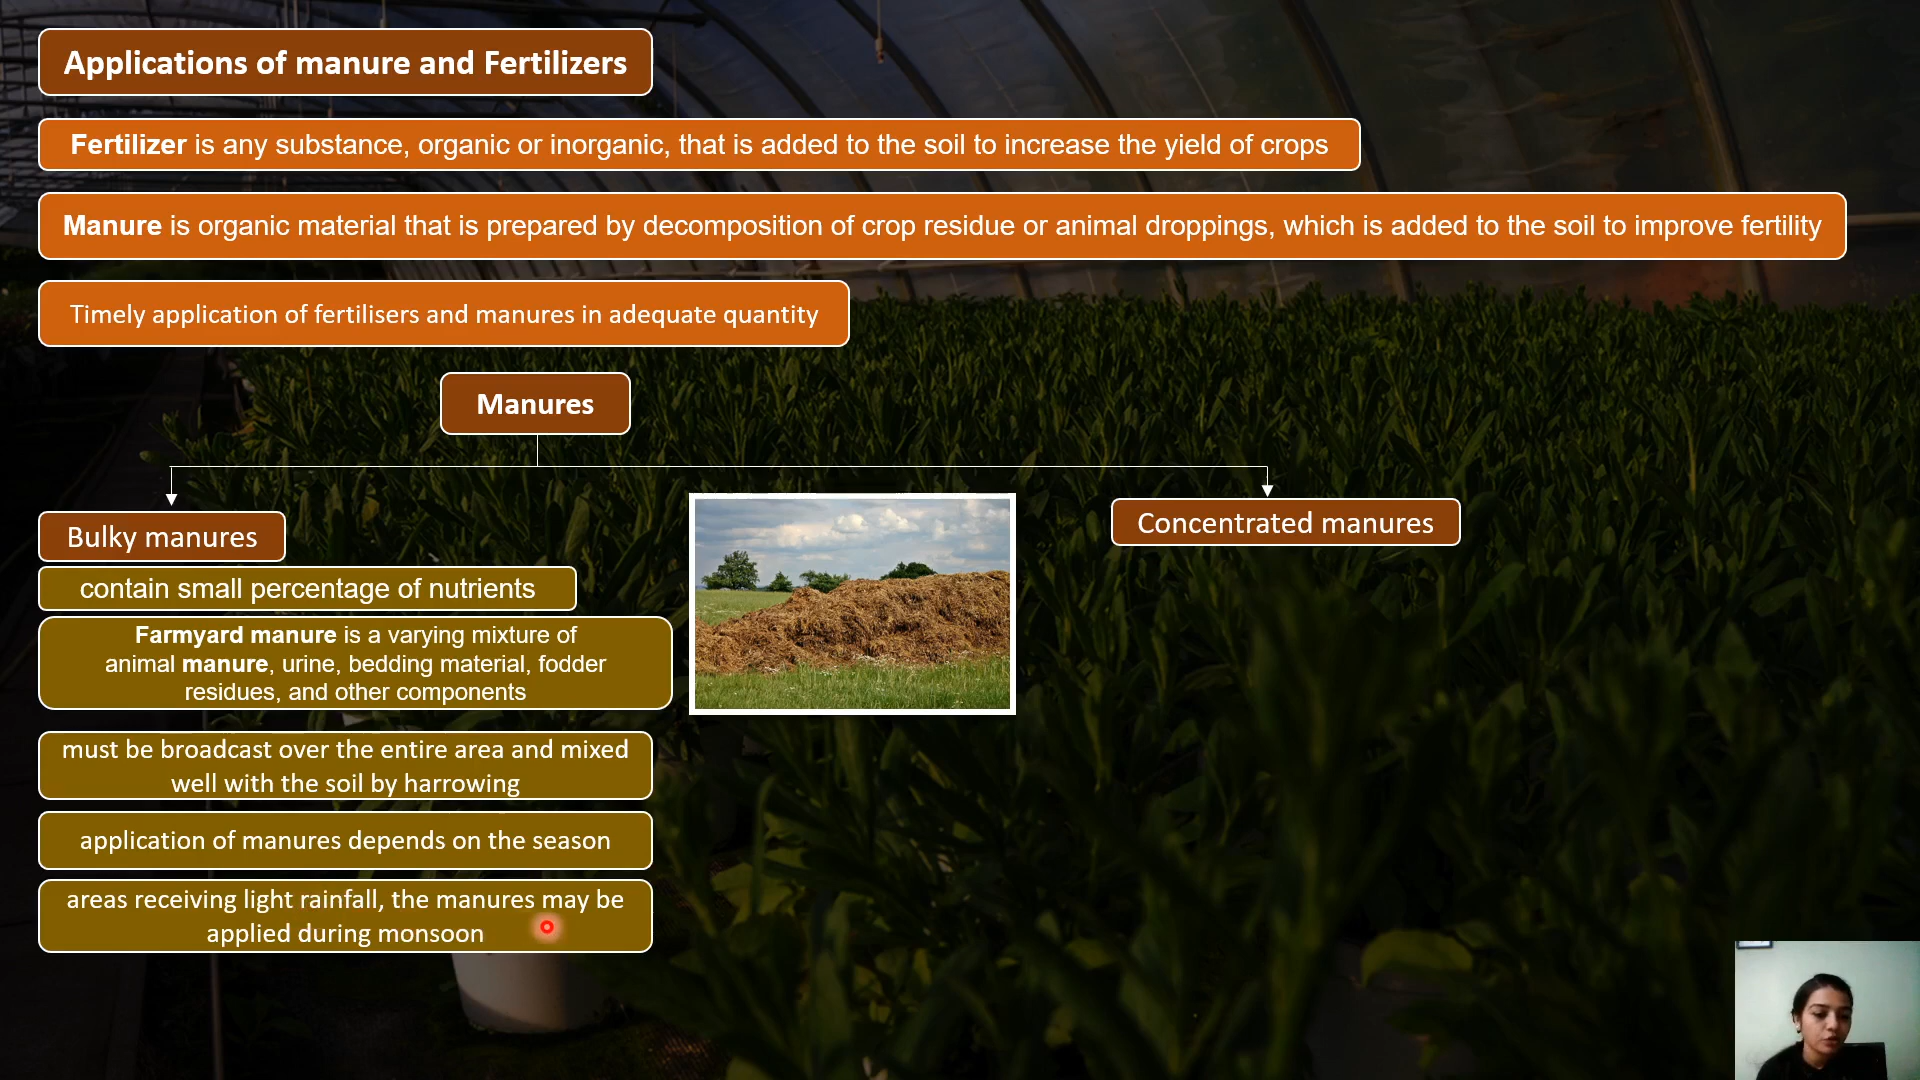 Applications of manure and Fertilizers
Fertilizer is any substance, organic or inorganic, that is added to the soil to increase the yield of crops
Manure is organic material that is prepared by decomposition of crop residue or animal droppings, which is added to the soil to improve fertility
Timely application of fertilisers and manures in adequate quantity
Manures
Bulky manures
contain small percentage of nutrients
Farmyard manure is a varying mixture of
animal manure, urine, bedding material, fodder
residues, and other components
must be broadcast over the entire area and mixed
well with the soil by harrowing
application of manures depends on the season
areas receiving light rainfall, the manures may be
applied during monsoon
Concentrated manures